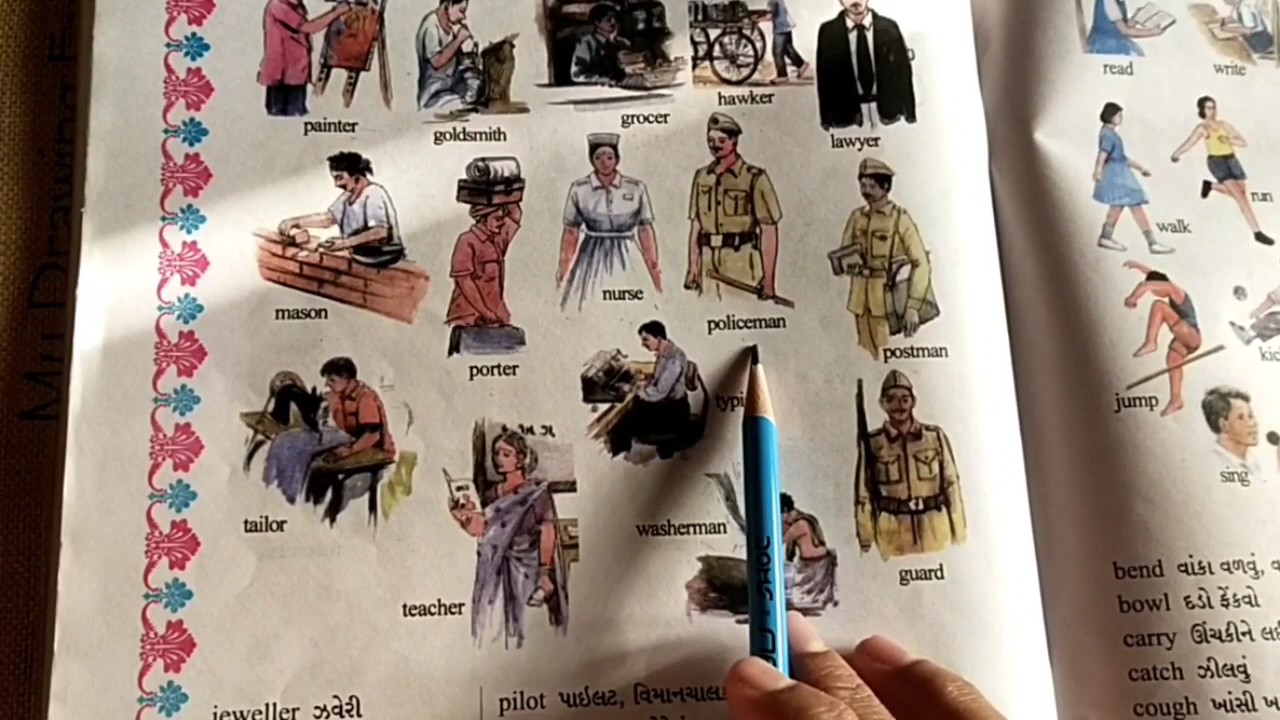 painter
goldsmith
grocer
hawker
lawyer
read
write
walk
run
mason
porter
nurse
policeman
postman
jump
sing
tailor
ક ખ ગ
teacher
washerman
guard
bend વાંકા વળવું,
bowl દડો ફેંકવો
carry ઊંચકીને
catch ઝીલવું
cough ખાંસી
jeweller ઝવેરી
pilot પાઇલટ, વિમાનચાલક